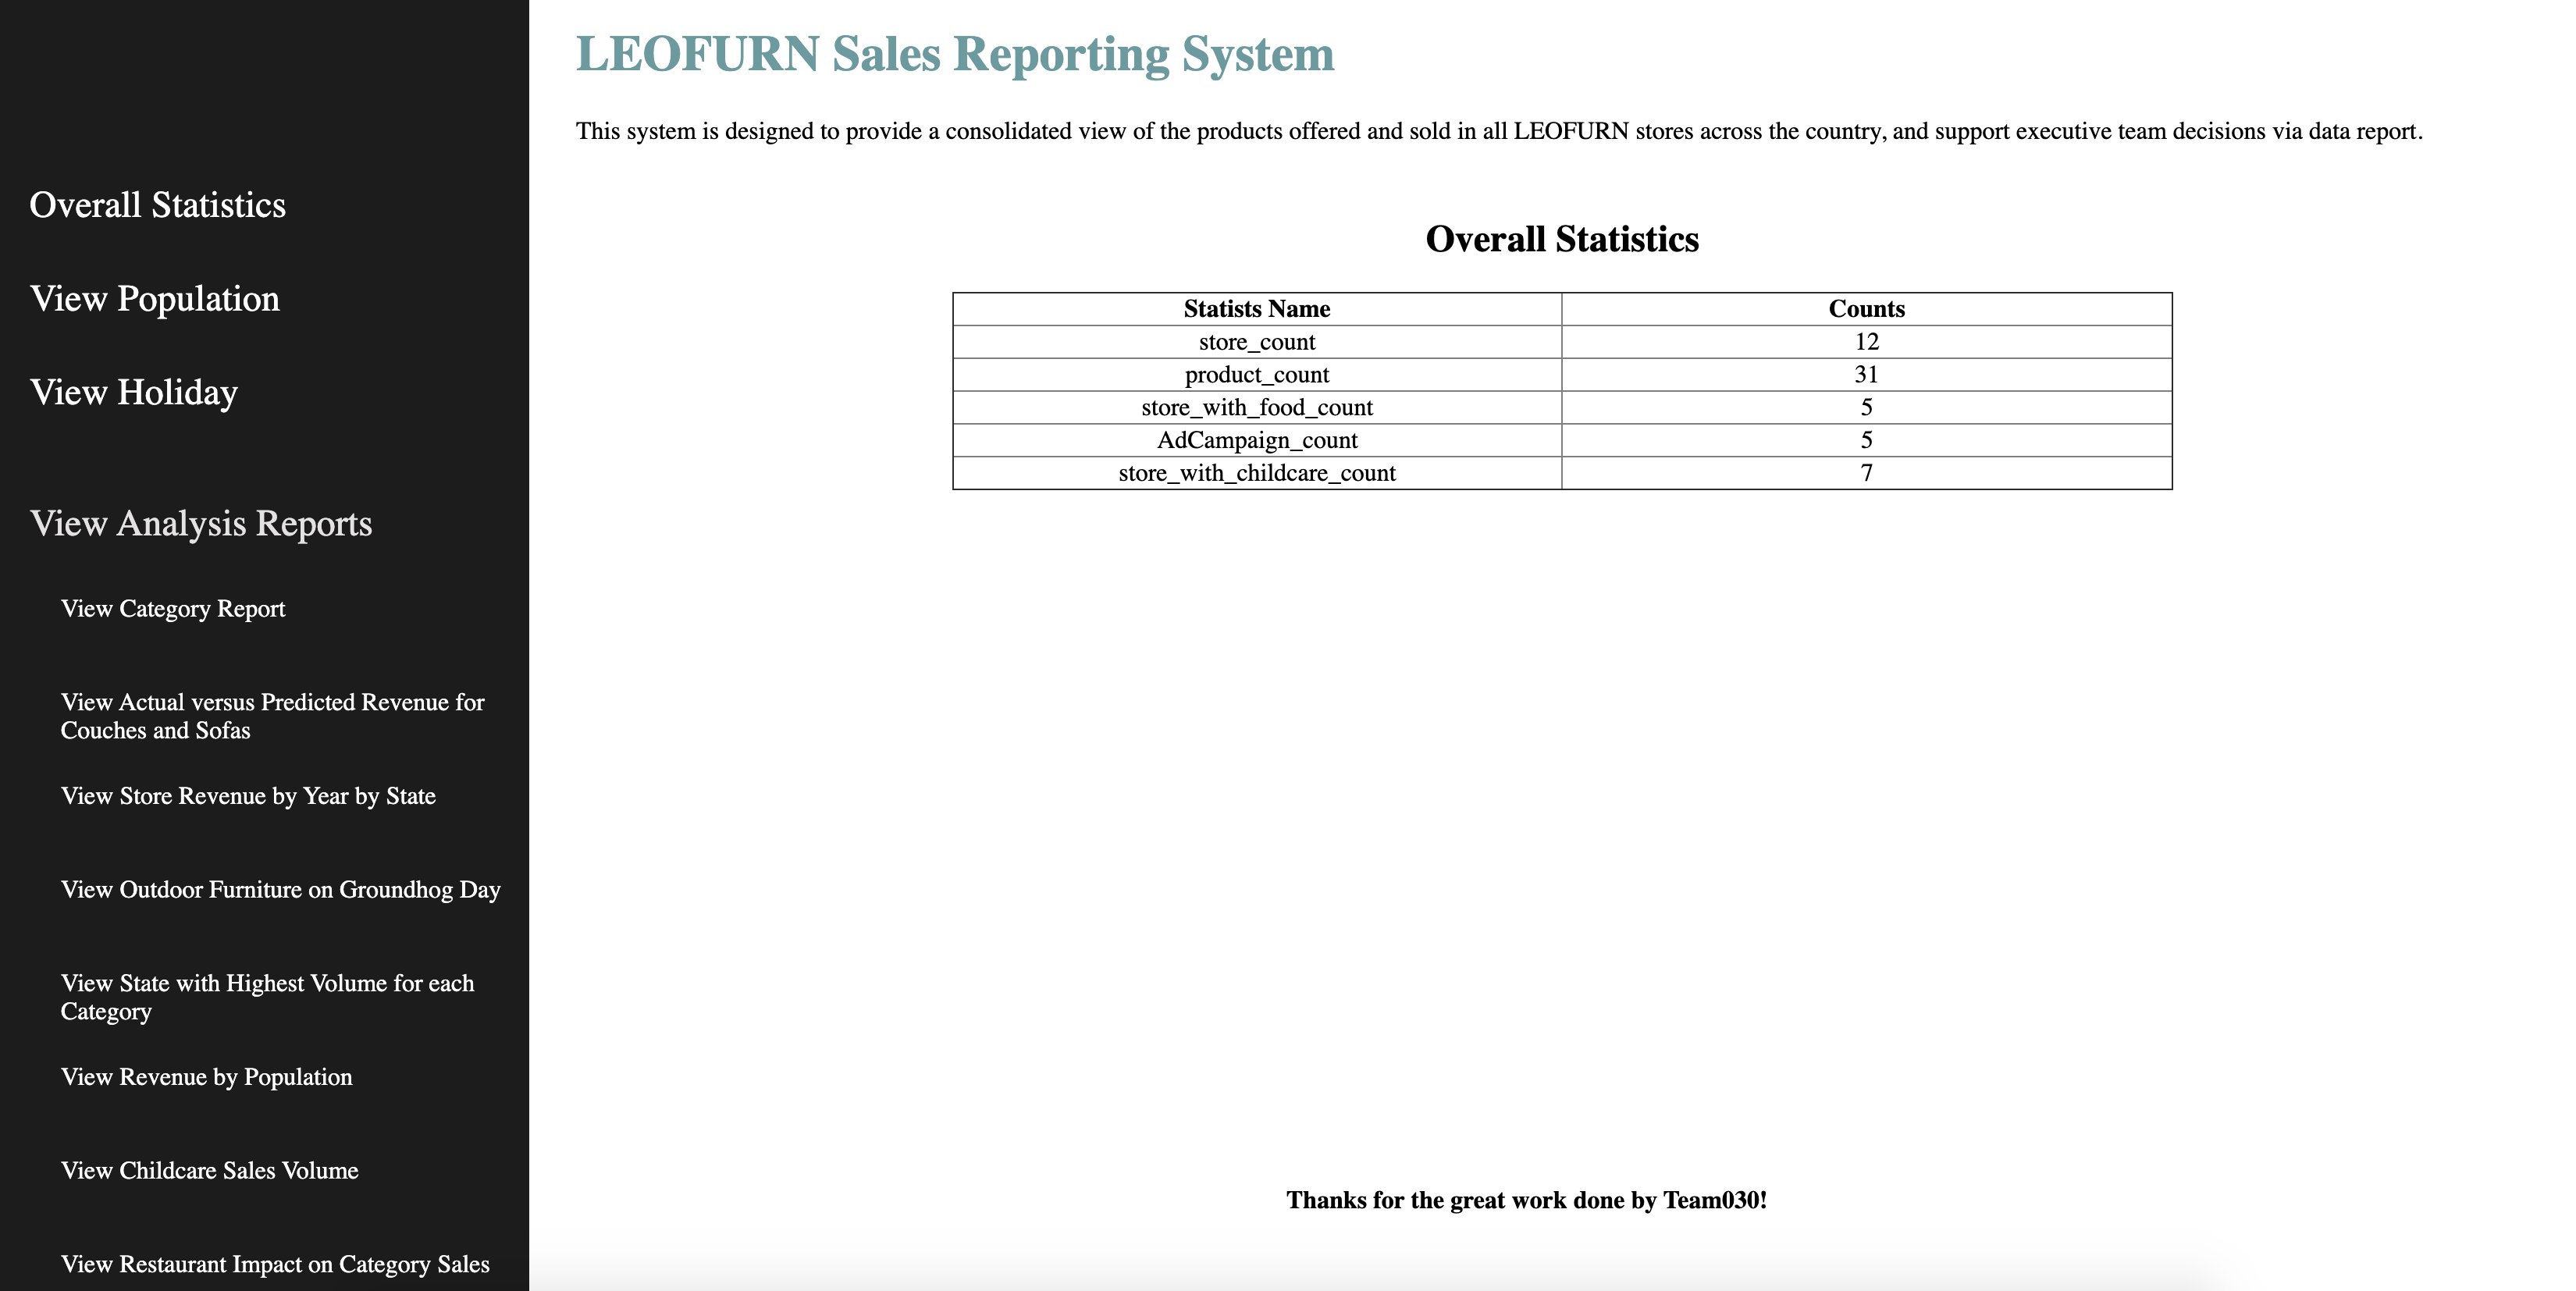 Overall Statistics
View Population
View Holiday
View Analysis Reports
View Category Report
View Actual versus Predicted Revenue for
Couches and Sofas
View Store Revenue by Year by State
View Outdoor Furniture on Groundhog Day
View State with Highest Volume for each
Category
View Revenue by Population
View Childcare Sales Volume
View Restaurant Impact on Category Sales
LEOFURN Sales Reporting System
This system is designed to provide a consolidated view of the products offered and sold in all LEOFURN stores across the country, and support executive team decisions via data report.
Overall Statistics
Statists Name Counts
store_count 12
product_count 31
store_with_food_count 5
AdCampaign_count 5
store_with_childcare_count 7
Thanks for the great work done by Team030!